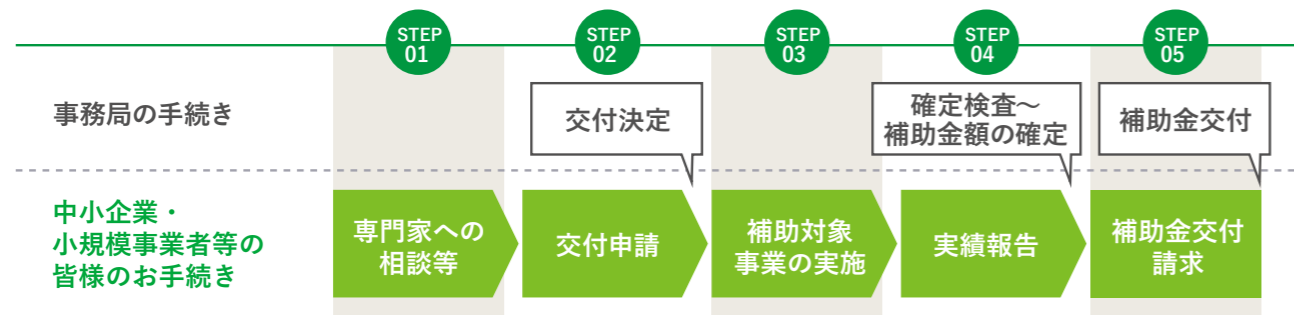 STEP
01
STEP
02
STEP
03
STEP
04
STEP
05
事務局の手続き
交付決定
確定検査～
補助金額の確定
補助金交付
中小企業・
小規模事業者等の
皆様のお手続き
専門家への
相談等
交付申請
補助対象
事業の実施
実績報告
補助金交付
請求